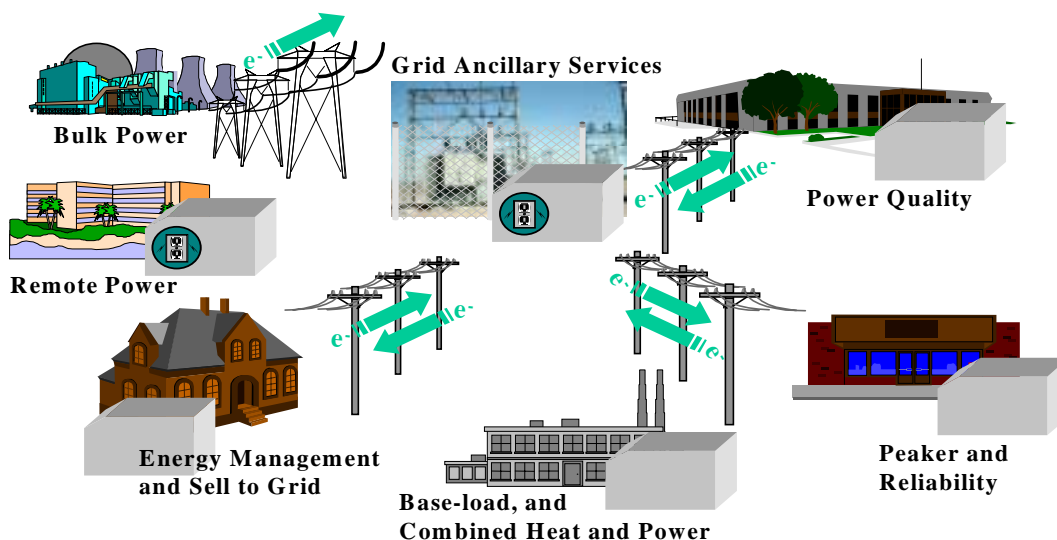 e-
Bulk Power
Grid Ancillary Services
e-
e-
Power Quality
Remote Power
e-
e-
e-
e-
Energy Management
and Sell to Grid
Base-load, and
Combined Heat and Power
Peaker and
Reliability